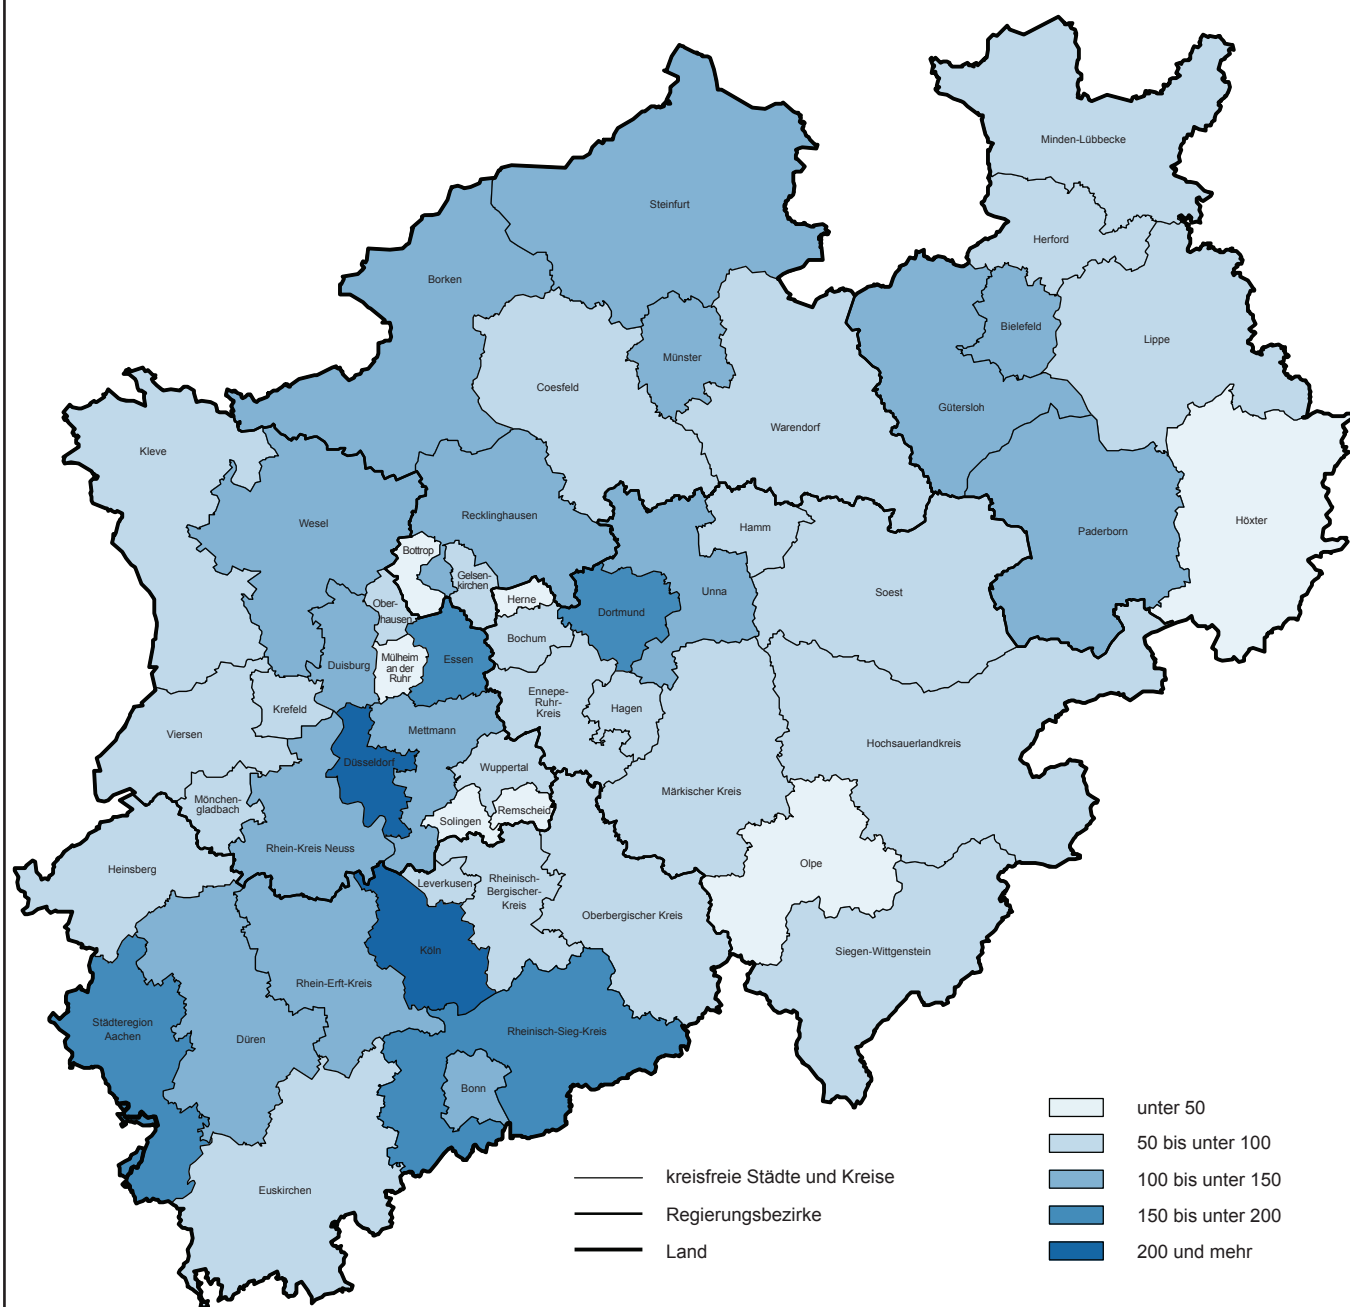 Minden-Lübbecke
Steinfurt
Herford
Borken
Bielefeld
Lippe
Münster
Coesfeld
Gütersloh
Warendorf
Kleve
Recklinghausen
Wesel
Höxter
Hamm
Paderborn
Bottrop
Gelsen-
kirchen
Unna
Soest
Herne
Ober-
hausen
Dortmund
Bochum
Duisburg
Mülheim
an der
Ruhr
Essen
Ennepe-
Ruhr-
Kreis
Hagen
Krefeld
Viersen
Mettmann
Hochsauerlandkreis
Düsseldorf
Wuppertal
Märkischer Kreis
Mönchen-
gladbach
Remscheid
Solingen
Rhein-Kreis Neuss
Olpe
Heinsberg
Leverkusen
Rheinisch-
Bergischer-
Kreis
Oberbergischer Kreis
Köln
Siegen-Wittgenstein
Rhein-Erft-Kreis
Städteregion
Aachen
Düren
Rheinisch-Sieg-Kreis
Bonn
Euskirchen
kreisfreie Städte und Kreise
Regierungsbezirke
Land
unter 50
50 bis unter 100
100 bis unter 150
150 bis unter 200
200 und mehr